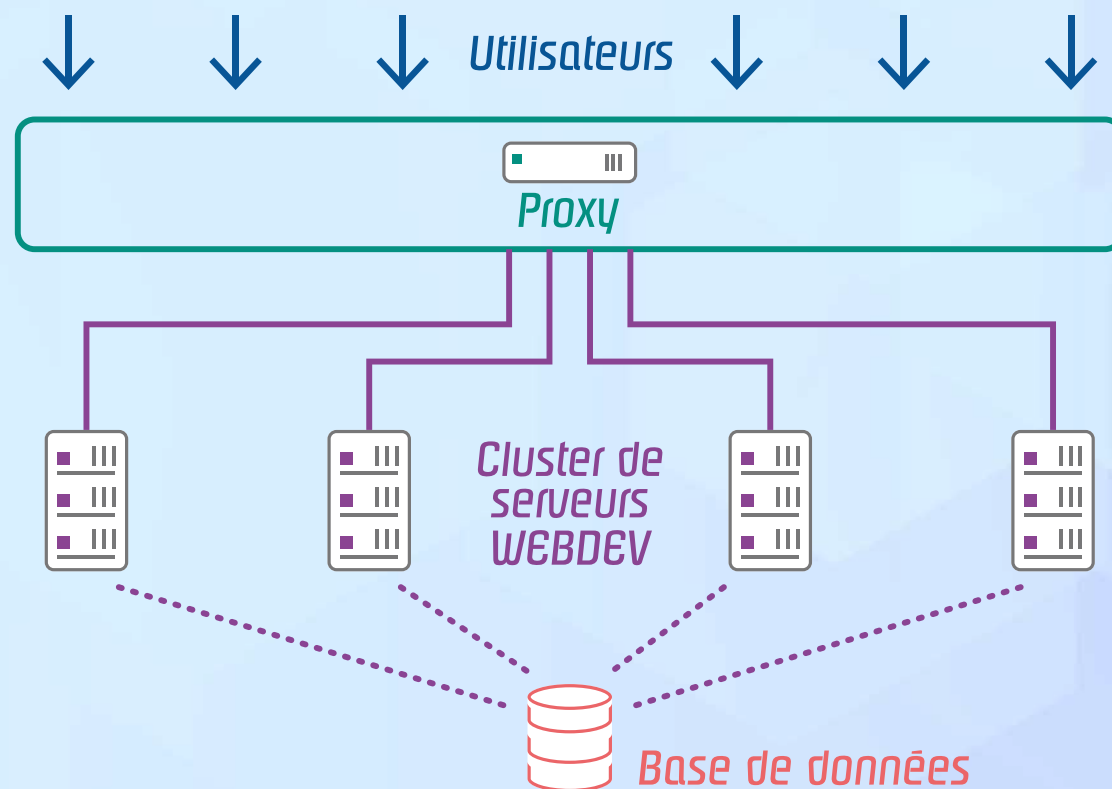 Utilisateurs
Proxy
Cluster de
serveurs
WEBDEV
Base de données